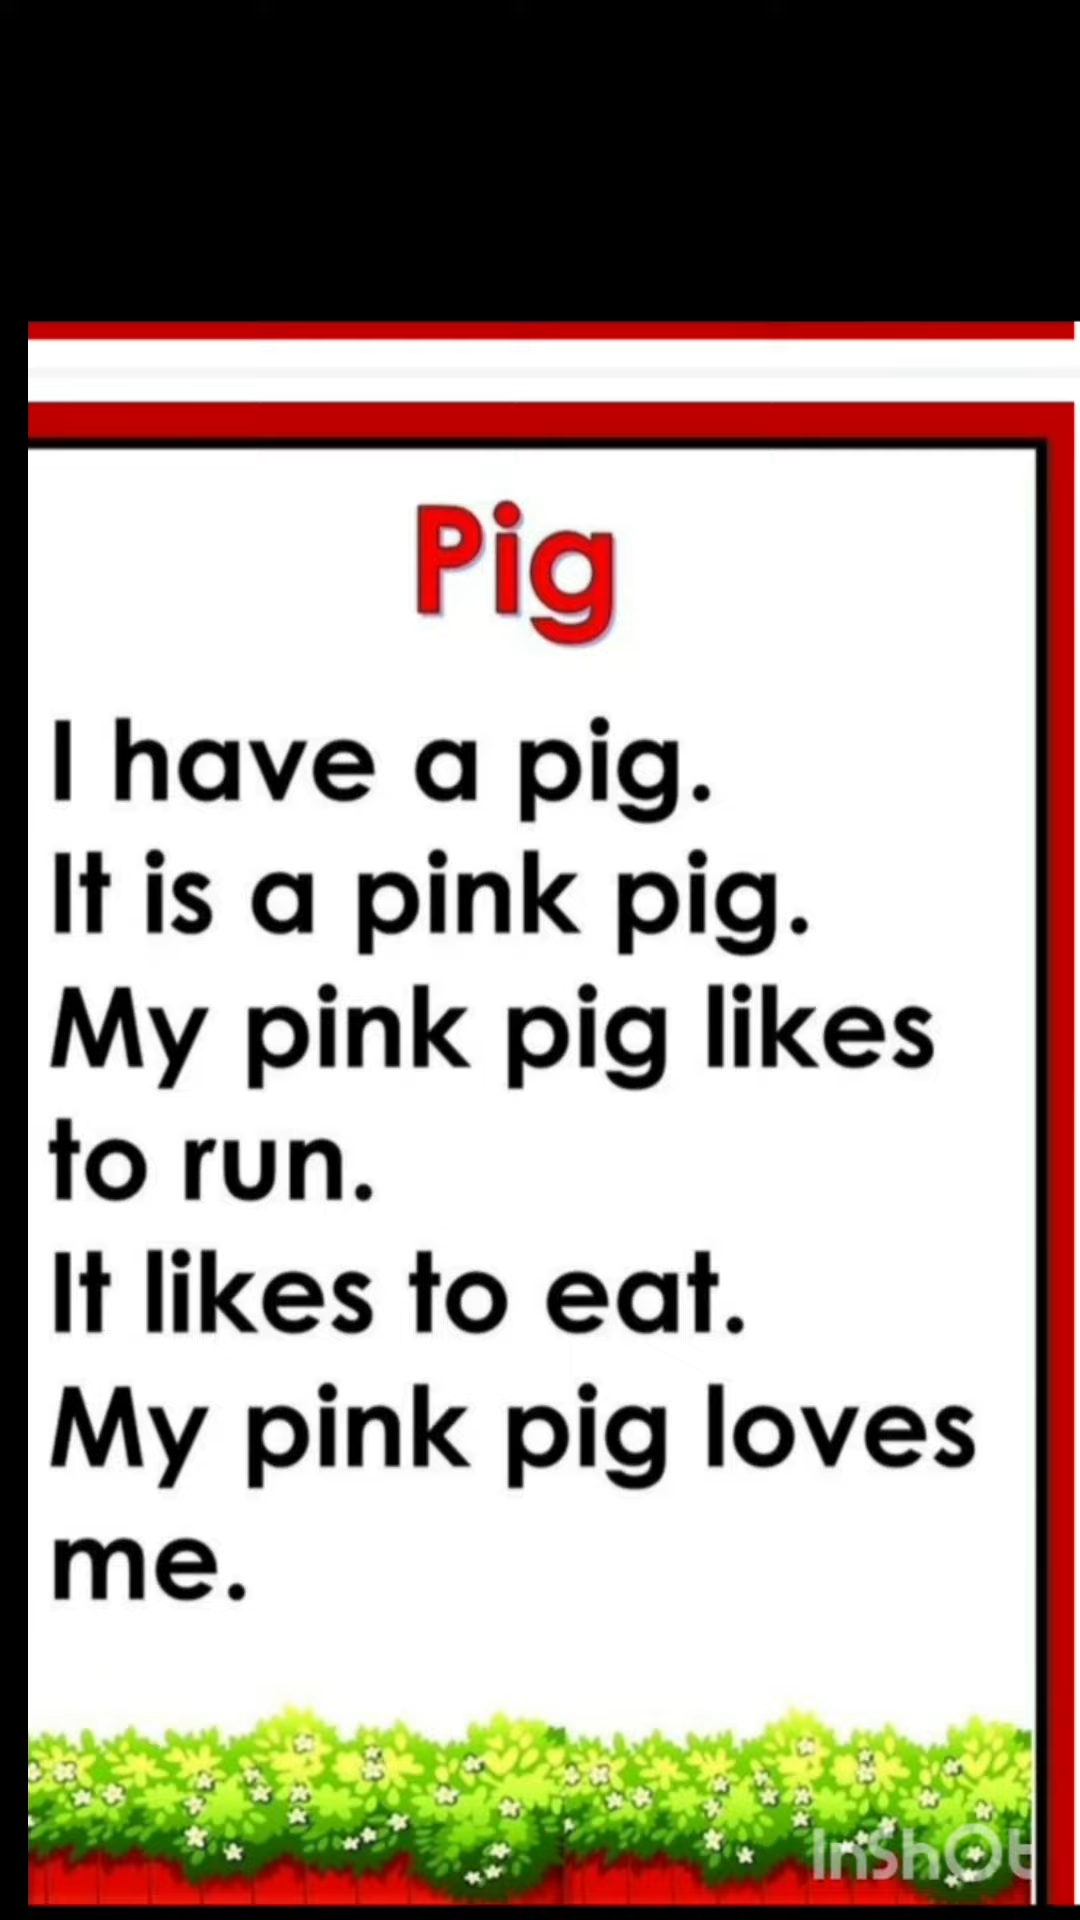 Pig
I have a pig.
It is a pink pig.
My pink pig likes
to run.
It likes to eat.
My pink pig loves
me.
InShOt